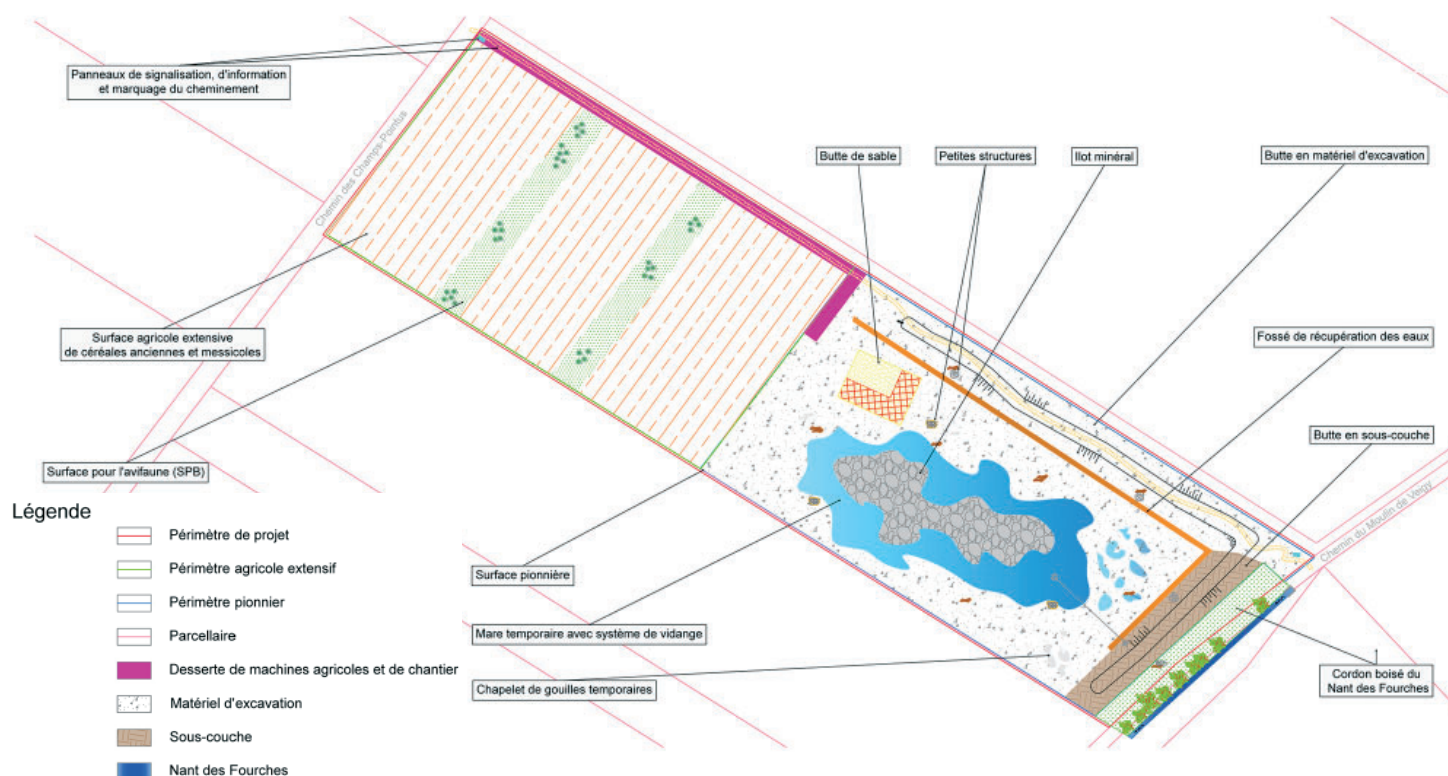 Panneaux de signalisation, d'information
et marquage du cheminement
Chemin des Champs-Pointus
Butte de sable
Petites structures
Ilot minéral
Butte en matériel d'excavation
Surface agricole extensive
de céréales anciennes et messicoles
Fossé de récupération des eaux
Butte en sous-couche
Surface pour l'avifaune (SPB)
Chemin du Moulin de Veigy
Surface pionnière
Mare temporaire avec système de vidange
Chapelet de gouilles temporaires
Cordon boisé du
Nant des Fourches
Légende
Périmètre de projet
Périmètre agricole extensif
Périmètre pionnier
Parcellaire
Desserte de machines agricoles et de chantier
Matériel d'excavation
Sous-couche
Nant des Fourches